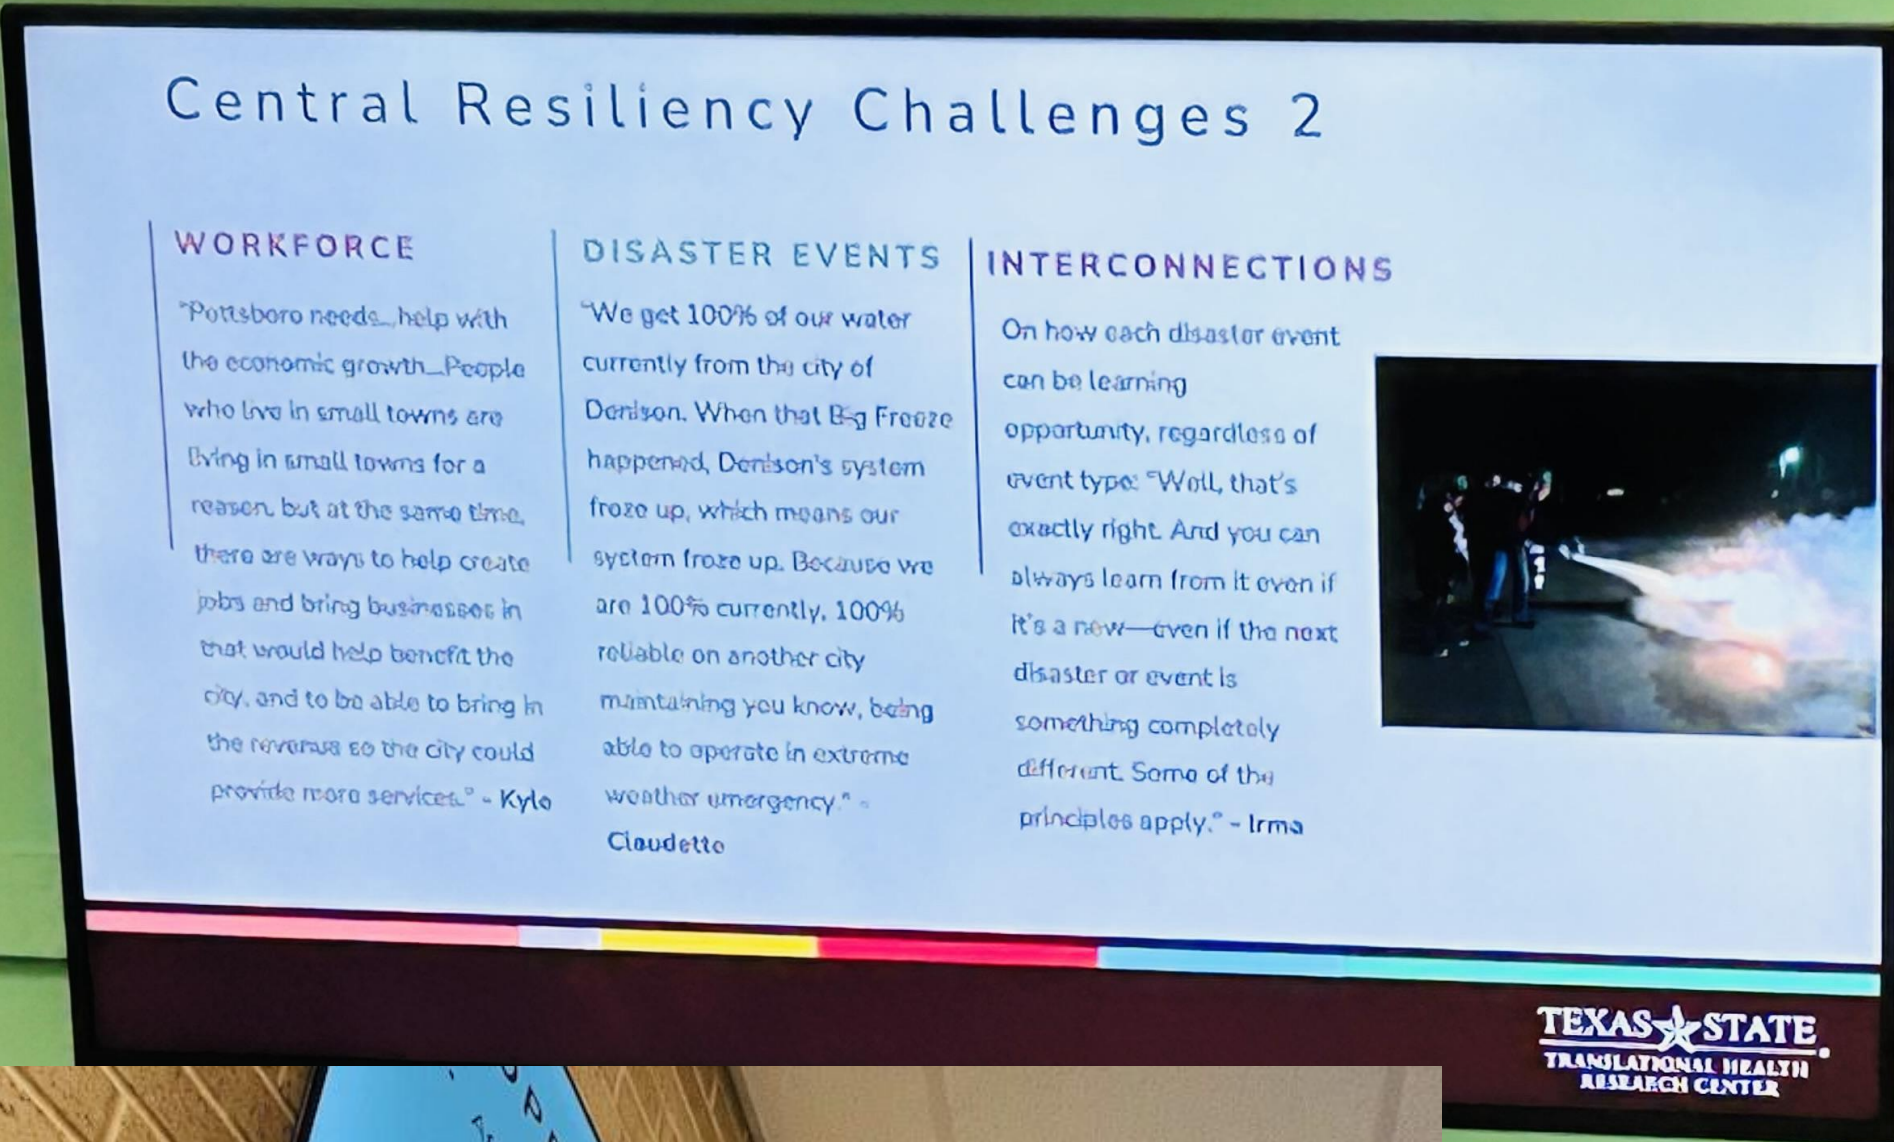 Central Resiliency Challenges 2
WORKFORCE
"Pottsboro needs...help with
the economic growth...People
who live in small towns are
living in small towns for a
reason, but at the same time,
there are ways to help create
jobs and bring businesses in
that would help benefit the
city, and to be able to bring in
the revenue so the city could
provide more services." - Kyle
DISASTER EVENTS
"We get 100% of our water
currently from the city of
Denison. When that Big Freeze
happened, Denison's system
froze up, which means our
system froze up. Because we
are 100% currently, 100%
reliable on another city
maintaining you know, being
able to operate in extreme
weather emergency." -
Claudette
INTERCONNECTIONS
On how each disaster event
can be learning
opportunity, regardless of
event type: "Well, that's
exactly right. And you can
always learn from it even if
it's a new—even if the next
disaster or event is
something completely
different. Some of the
principles apply." - Irma
TEXAS STATE
TRANSLATIONAL HEALTH
RESEARCH CENTER